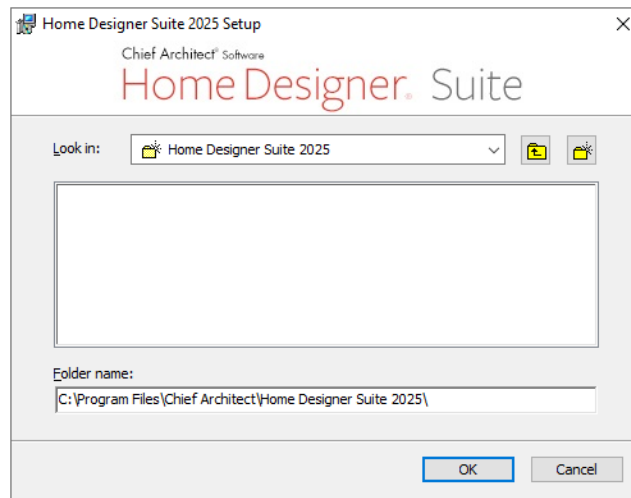 Home Designer Suite 2025 Setup
Chief Architect® Software
Home Designer® Suite
Look in:
Home Designer Suite 2025
Folder name:
C:\Program Files\Chief Architect\Home Designer Suite 2025\
OK
Cancel